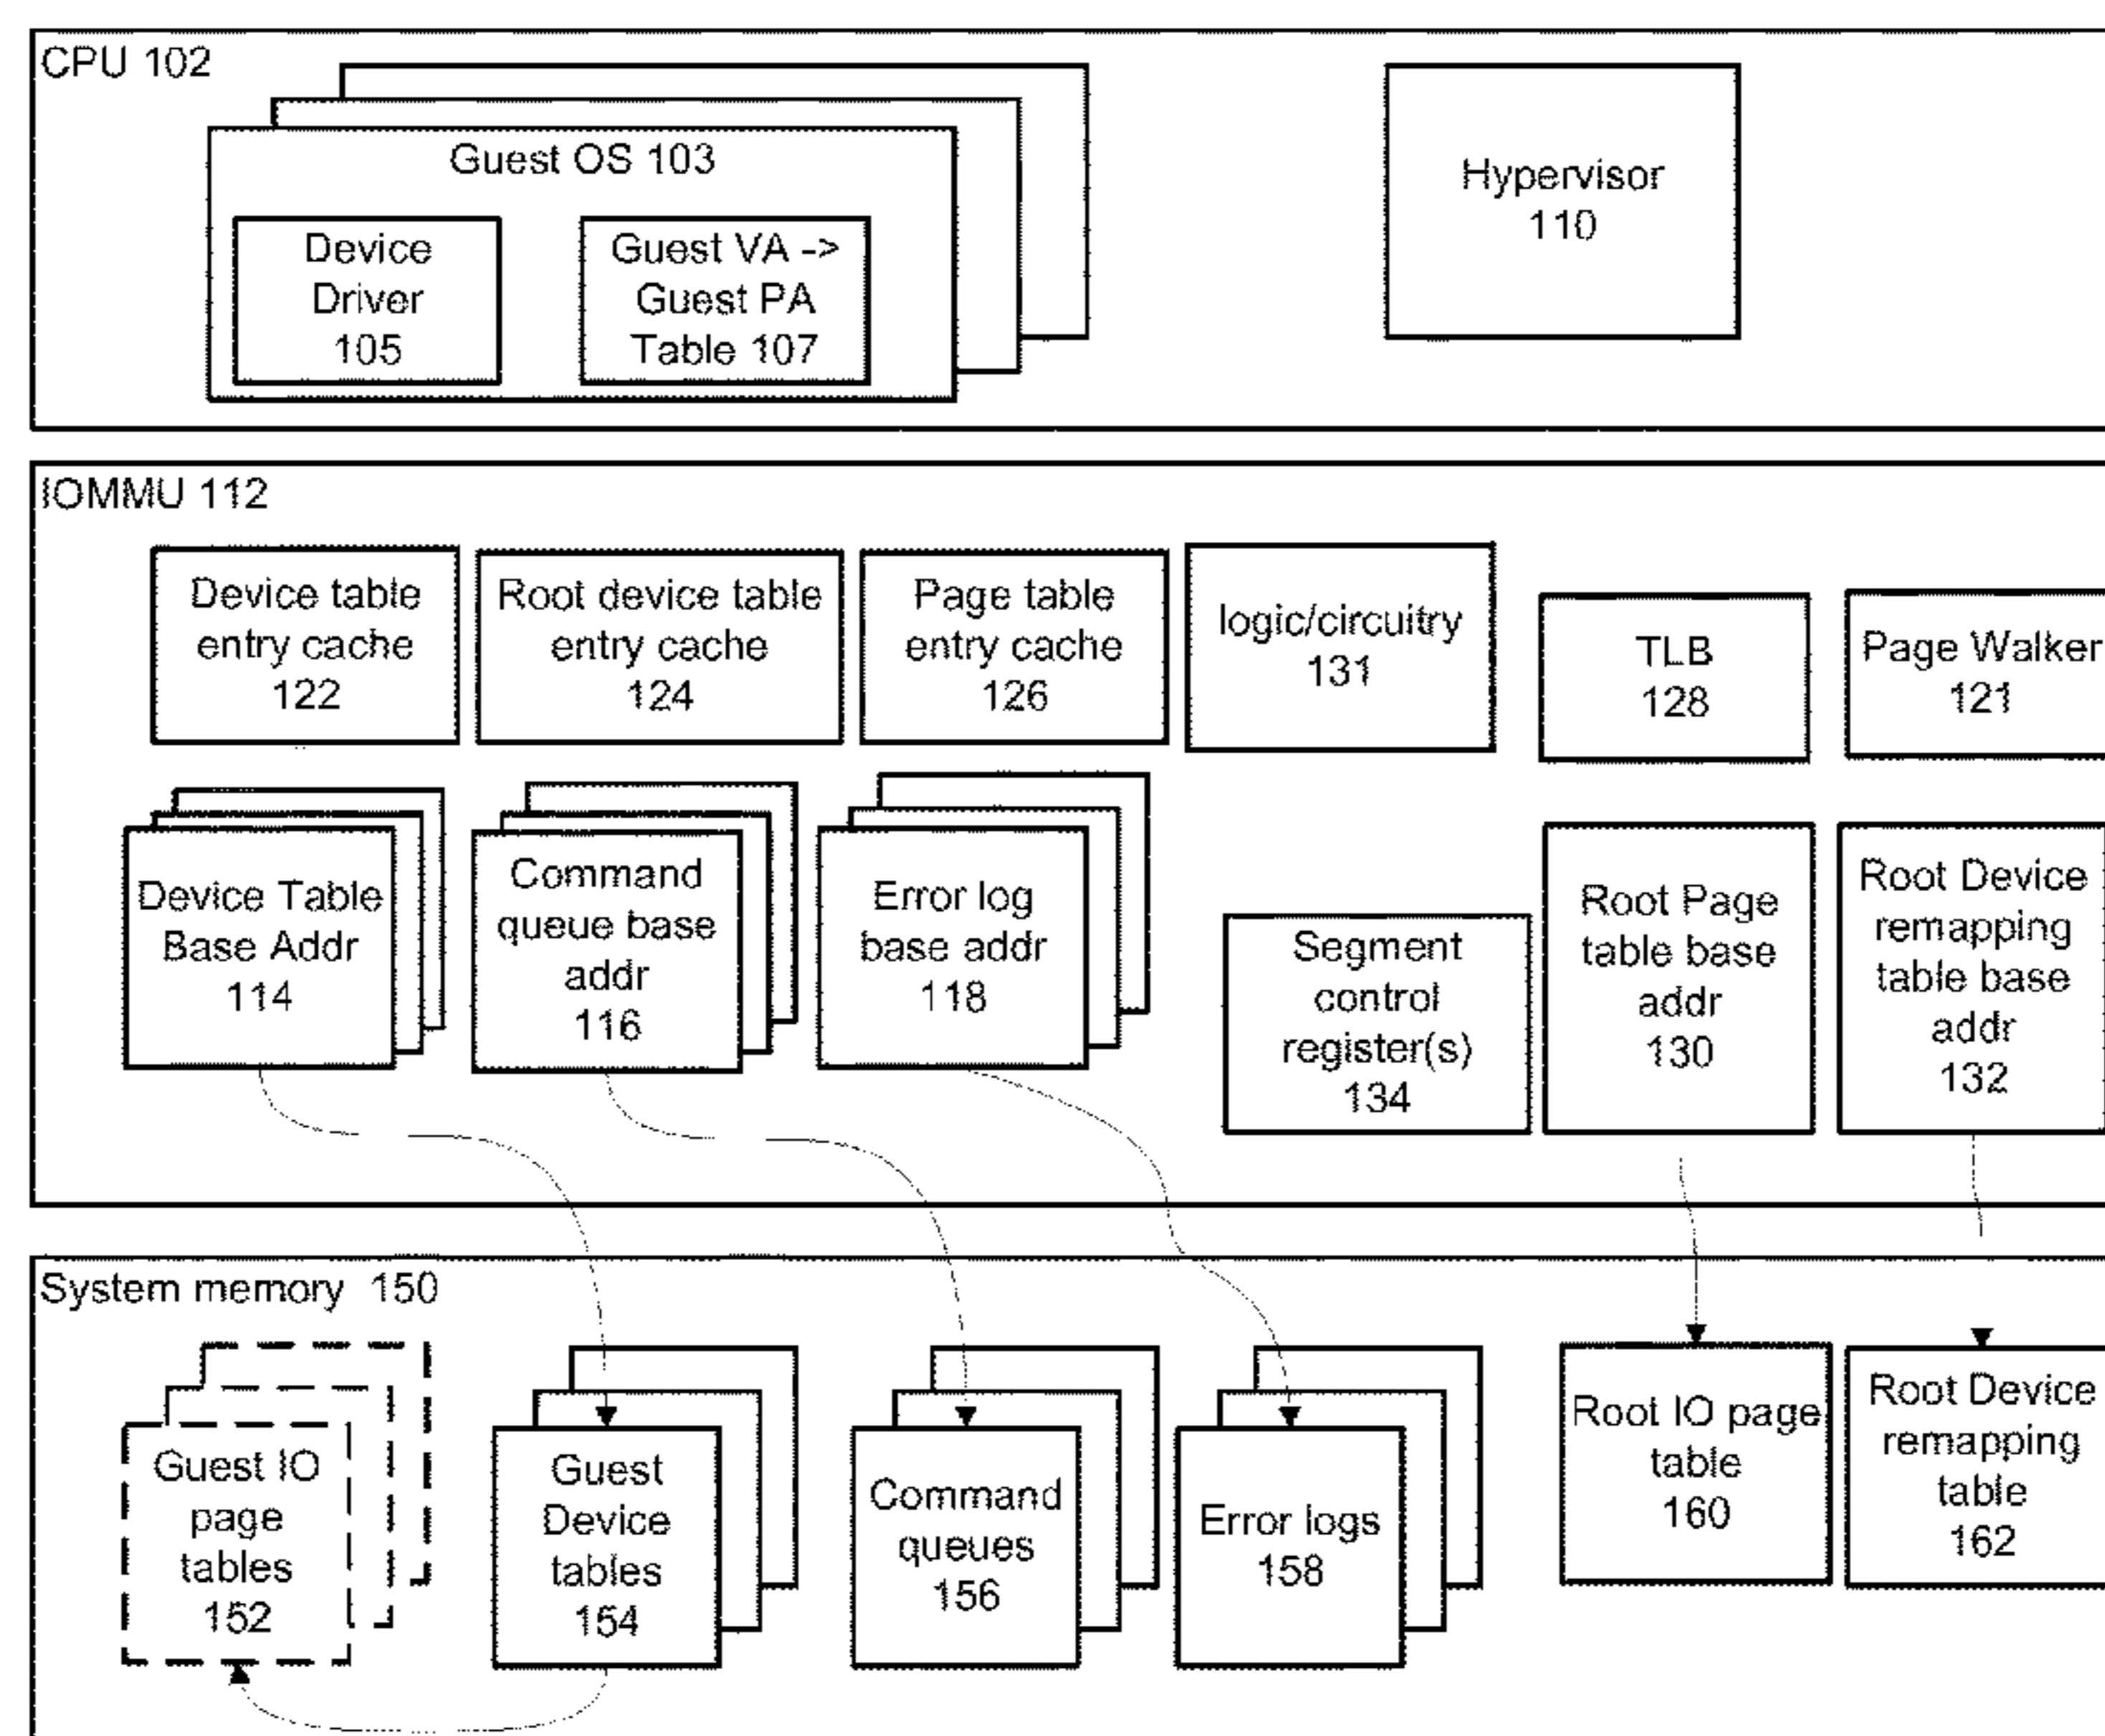 CPU 102
Guest OS 103
Device
Driver
105
Guest VA ->
Guest PA
Table 107
Hypervisor
110
IOMMU 112
Device table
entry cache
122
Root device table
entry cache
124
Page table
entry cache
126
logic/circuitry
131
TLB
128
Page Walker
121
Device Table
Base Addr
114
Command
queue base
addr
116
Error log
base addr
118
Segment
control
register(s)
134
Root Page
table base
addr
130
Root Device
remapping
table base
addr
132
System memory 150
Guest IO
page
tables
152
Guest
Device
tables
154
Command
queues
156
Error logs
158
Root IO page
table
160
Root Device
remapping
table
162